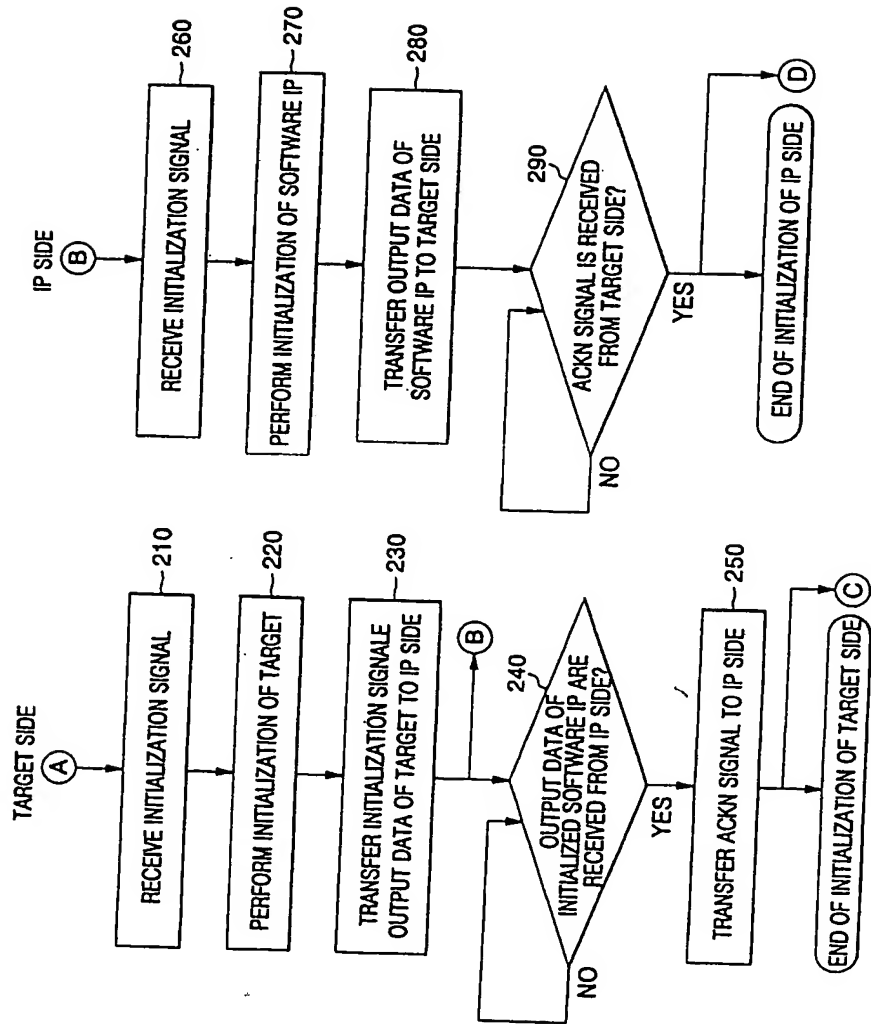 TARGET SIDE
A
RECEIVE INITIALIZATION SIGNAL
210
PERFORM INITIALIZATION OF TARGET
220
TRANSFER INITIALIZATION SIGNALE
OUTPUT DATA OF TARGET TO IP SIDE
230
B
240
OUTPUT DATA OF
INITIALIZED SOFTWARE IP ARE
RECEIVED FROM IP SIDE?
NO
YES
TRANSFER ACKN SIGNAL TO IP SIDE
250
END OF INITIALIZATION OF TARGET SIDE
C
IP SIDE
B
RECEIVE INITIALIZATION SIGNAL
260
PERFORM INITIALIZATION OF SOFTWARE IP
270
TRANSFER OUTPUT DATA OF
SOFTWARE IP TO TARGET SIDE
280
290
ACKN SIGNAL IS RECEIVED
FROM TARGET SIDE?
NO
YES
END OF INITIALIZATION OF IP SIDE
D